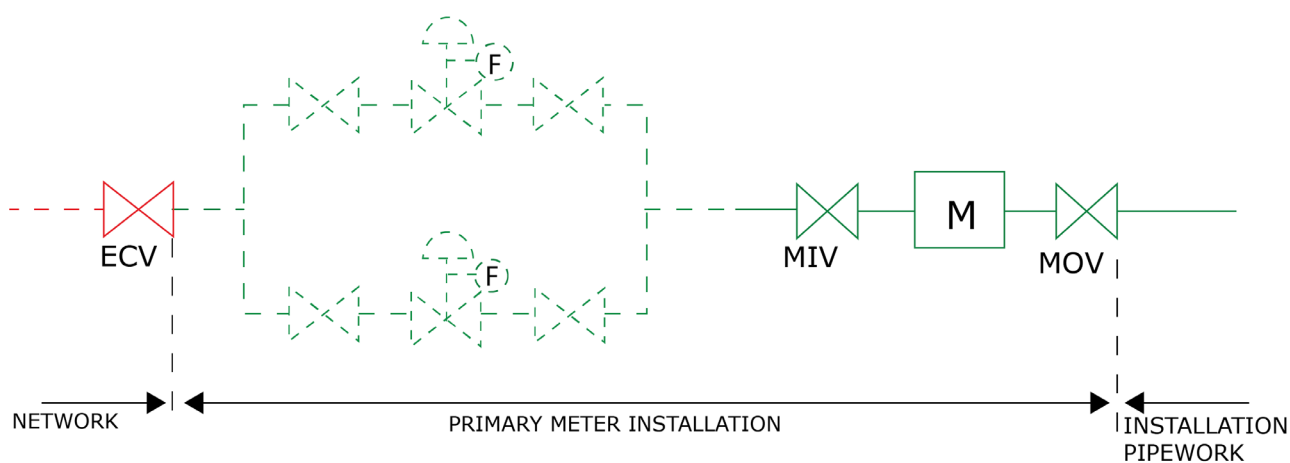 F
F
ECV
MIV
M
MOV
NETWORK
PRIMARY METER INSTALLATION
INSTALLATION
PIPEWORK